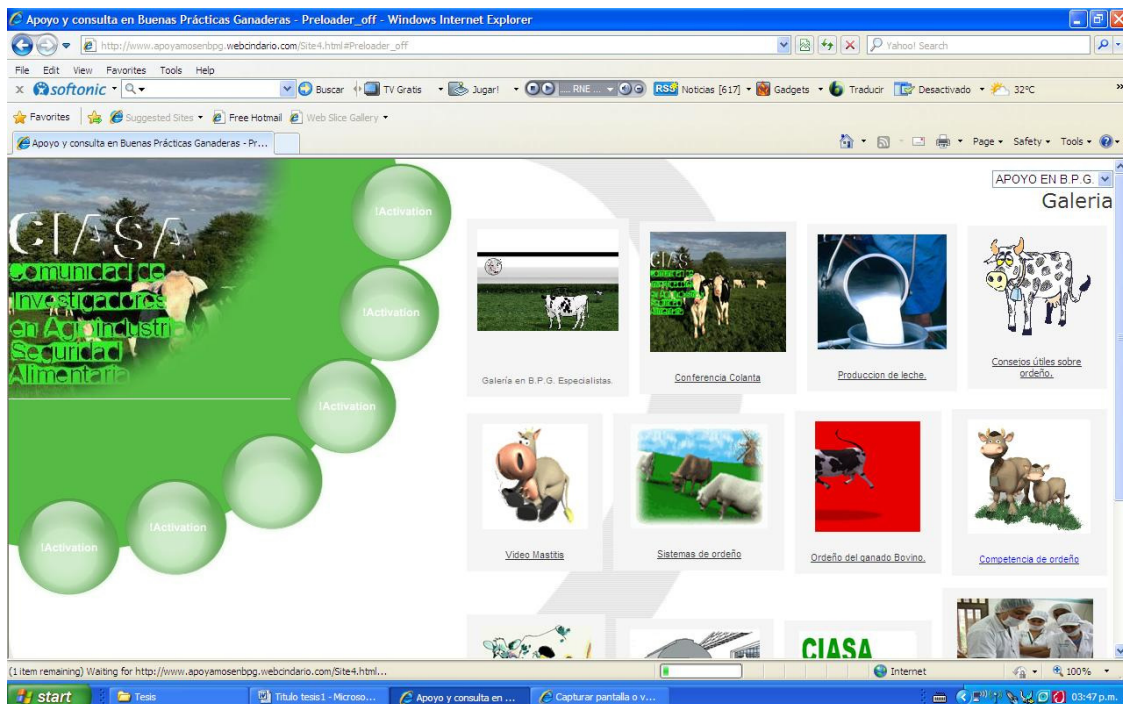 Apoyo y consulta en Buenas Prácticas Ganaderas - Preloader_off - Windows Internet Explorer
http://www.apoyamosenbpg.webcindario.com/Site4.html#Preloader_off
Yahoo! Search
File Edit View Favorites Tools Help
x softonic Buscar TV Gratis Jugar! .... RNE ... RSS Noticias [617] Gadgets Traducir Desactivado 32ºC »
Favorites Suggested Sites Free Hotmail Web Slice Gallery
Apoyo y consulta en Buenas Prácticas Ganaderas - Pr...
Page Safety Tools
APOYO EN B.P.G.
Galeria
CIASA
Comunidad de
Investigadores
en Agroindustria
Seguridad
Alimentaria
!Activation
!Activation
!Activation
!Activation
!Activation
CIASA
Galería en B.P.G. Especialistas.
Conferencia Colanta
Produccion de leche.
Consejos útiles sobre
ordeño.
Video Mastitis
Sistemas de ordeño
Ordeño del ganado Bovino.
Competencia de ordeño
CIASA
(1 item remaining) Waiting for http://www.apoyamosenbpg.webcindario.com/Site4.html...
Internet
100%
start
Tesis
Titulo tesis1 - Microso...
Apoyo y consulta en ...
Capturar pantalla o v...
03:47 p.m.